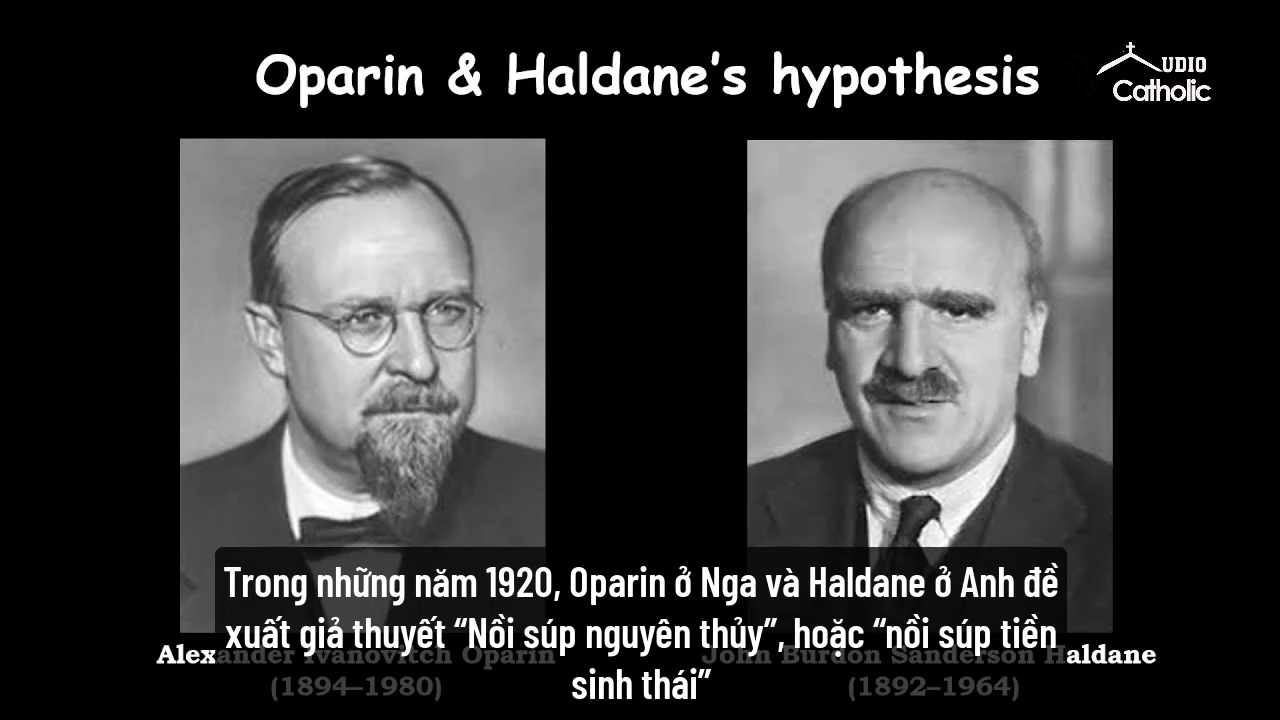 Oparin & Haldane's hypothesis
UDIO
Catholic
Trong những năm 1920, Oparin ở Nga và Haldane ở Anh đề
xuất giả thuyết “Nồi súp nguyên thủy”, hoặc “nồi súp tiền
sinh thái”
Alexander Ivanovitch Oparin
(1894–1980)
John Burdon Sanderson Haldane
(1892–1964)